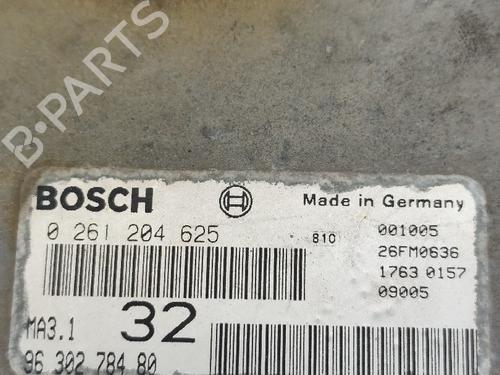 B-PARTS
BOSCH
Made in Germany
0 261 204 625
810
001005
26FM0636
1763 0157
09005
MA3.1
32
96 302 784 80